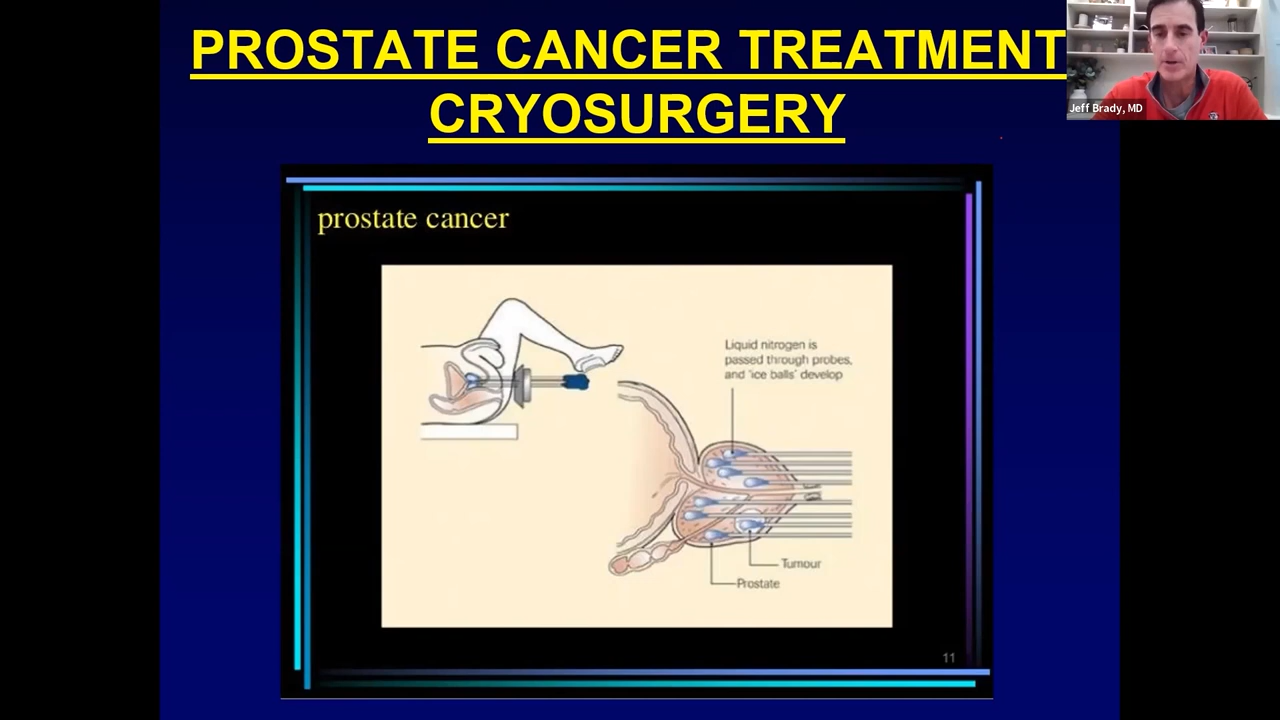 PROSTATE CANCER TREATMENT
CRYOSURGERY
Jeff Brady, MD
prostate cancer
Liquid nitrogen is
passed through probes,
and 'ice balls' develop
Tumour
Prostate
11